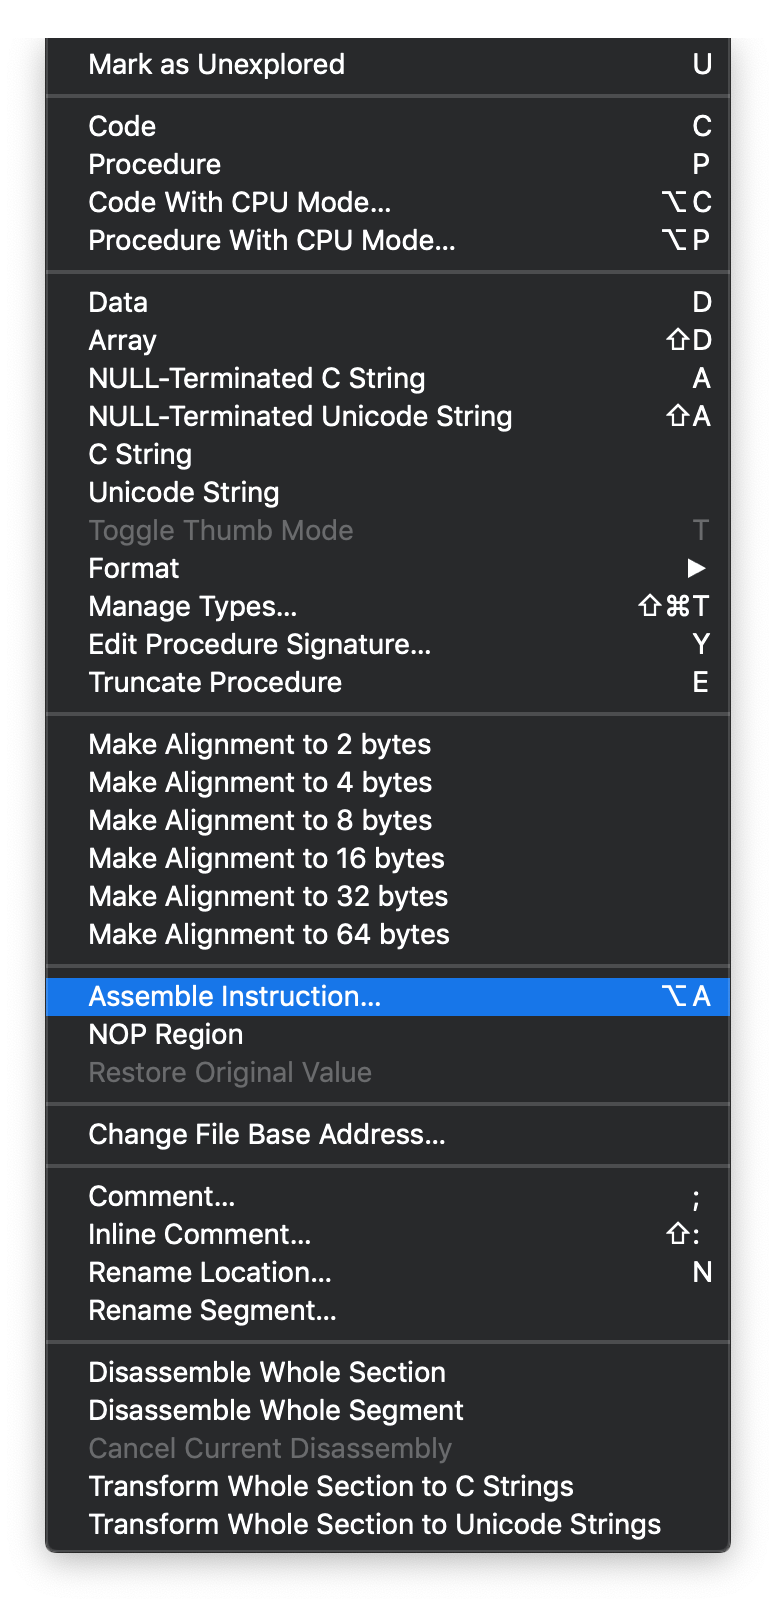 Mark as Unexplored U
Code C
Procedure P
Code With CPU Mode... ⌥C
Procedure With CPU Mode... ⌥P
Data D
Array ⇧D
NULL-Terminated C String A
NULL-Terminated Unicode String ⇧A
C String
Unicode String
Toggle Thumb Mode T
Format ▶
Manage Types... ⇧⌘T
Edit Procedure Signature... Y
Truncate Procedure E
Make Alignment to 2 bytes
Make Alignment to 4 bytes
Make Alignment to 8 bytes
Make Alignment to 16 bytes
Make Alignment to 32 bytes
Make Alignment to 64 bytes
Assemble Instruction... ⌥A
NOP Region
Restore Original Value
Change File Base Address...
Comment... ;
Inline Comment... ⇧:
Rename Location... N
Rename Segment...
Disassemble Whole Section
Disassemble Whole Segment
Cancel Current Disassembly
Transform Whole Section to C Strings
Transform Whole Section to Unicode Strings